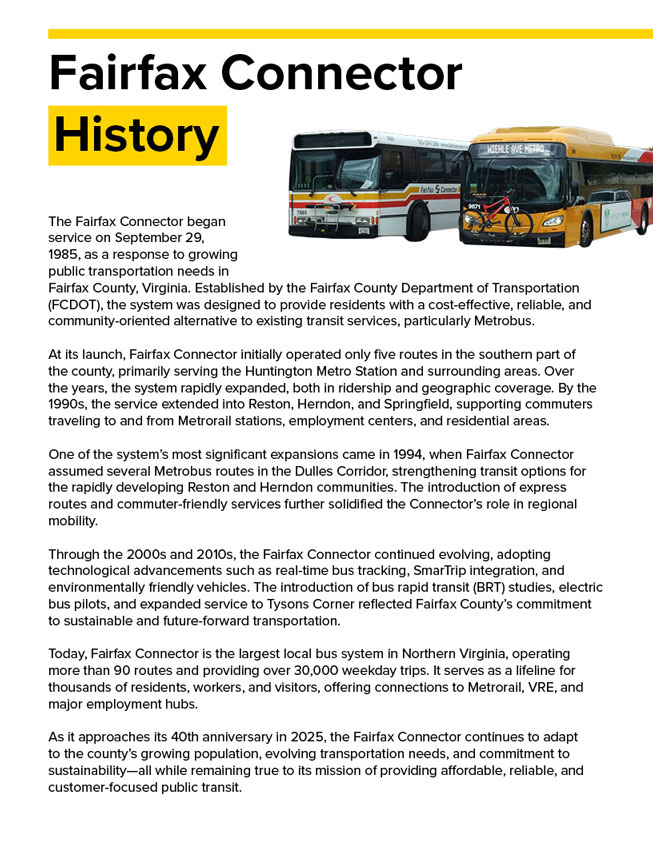 Fairfax Connector
History
WIEHLE AVE METRO
Fairfax Connector
7885
9671
The Fairfax Connector began
service on September 29,
1985, as a response to growing
public transportation needs in
Fairfax County, Virginia. Established by the Fairfax County Department of Transportation
(FCDOT), the system was designed to provide residents with a cost-effective, reliable, and
community-oriented alternative to existing transit services, particularly Metrobus.
At its launch, Fairfax Connector initially operated only five routes in the southern part of
the county, primarily serving the Huntington Metro Station and surrounding areas. Over
the years, the system rapidly expanded, both in ridership and geographic coverage. By the
1990s, the service extended into Reston, Herndon, and Springfield, supporting commuters
traveling to and from Metrorail stations, employment centers, and residential areas.
One of the system’s most significant expansions came in 1994, when Fairfax Connector
assumed several Metrobus routes in the Dulles Corridor, strengthening transit options for
the rapidly developing Reston and Herndon communities. The introduction of express
routes and commuter-friendly services further solidified the Connector’s role in regional
mobility.
Through the 2000s and 2010s, the Fairfax Connector continued evolving, adopting
technological advancements such as real-time bus tracking, SmarTrip integration, and
environmentally friendly vehicles. The introduction of bus rapid transit (BRT) studies, electric
bus pilots, and expanded service to Tysons Corner reflected Fairfax County’s commitment
to sustainable and future-forward transportation.
Today, Fairfax Connector is the largest local bus system in Northern Virginia, operating
more than 90 routes and providing over 30,000 weekday trips. It serves as a lifeline for
thousands of residents, workers, and visitors, offering connections to Metrorail, VRE, and
major employment hubs.
As it approaches its 40th anniversary in 2025, the Fairfax Connector continues to adapt
to the county’s growing population, evolving transportation needs, and commitment to
sustainability—all while remaining true to its mission of providing affordable, reliable, and
customer-focused public transit.